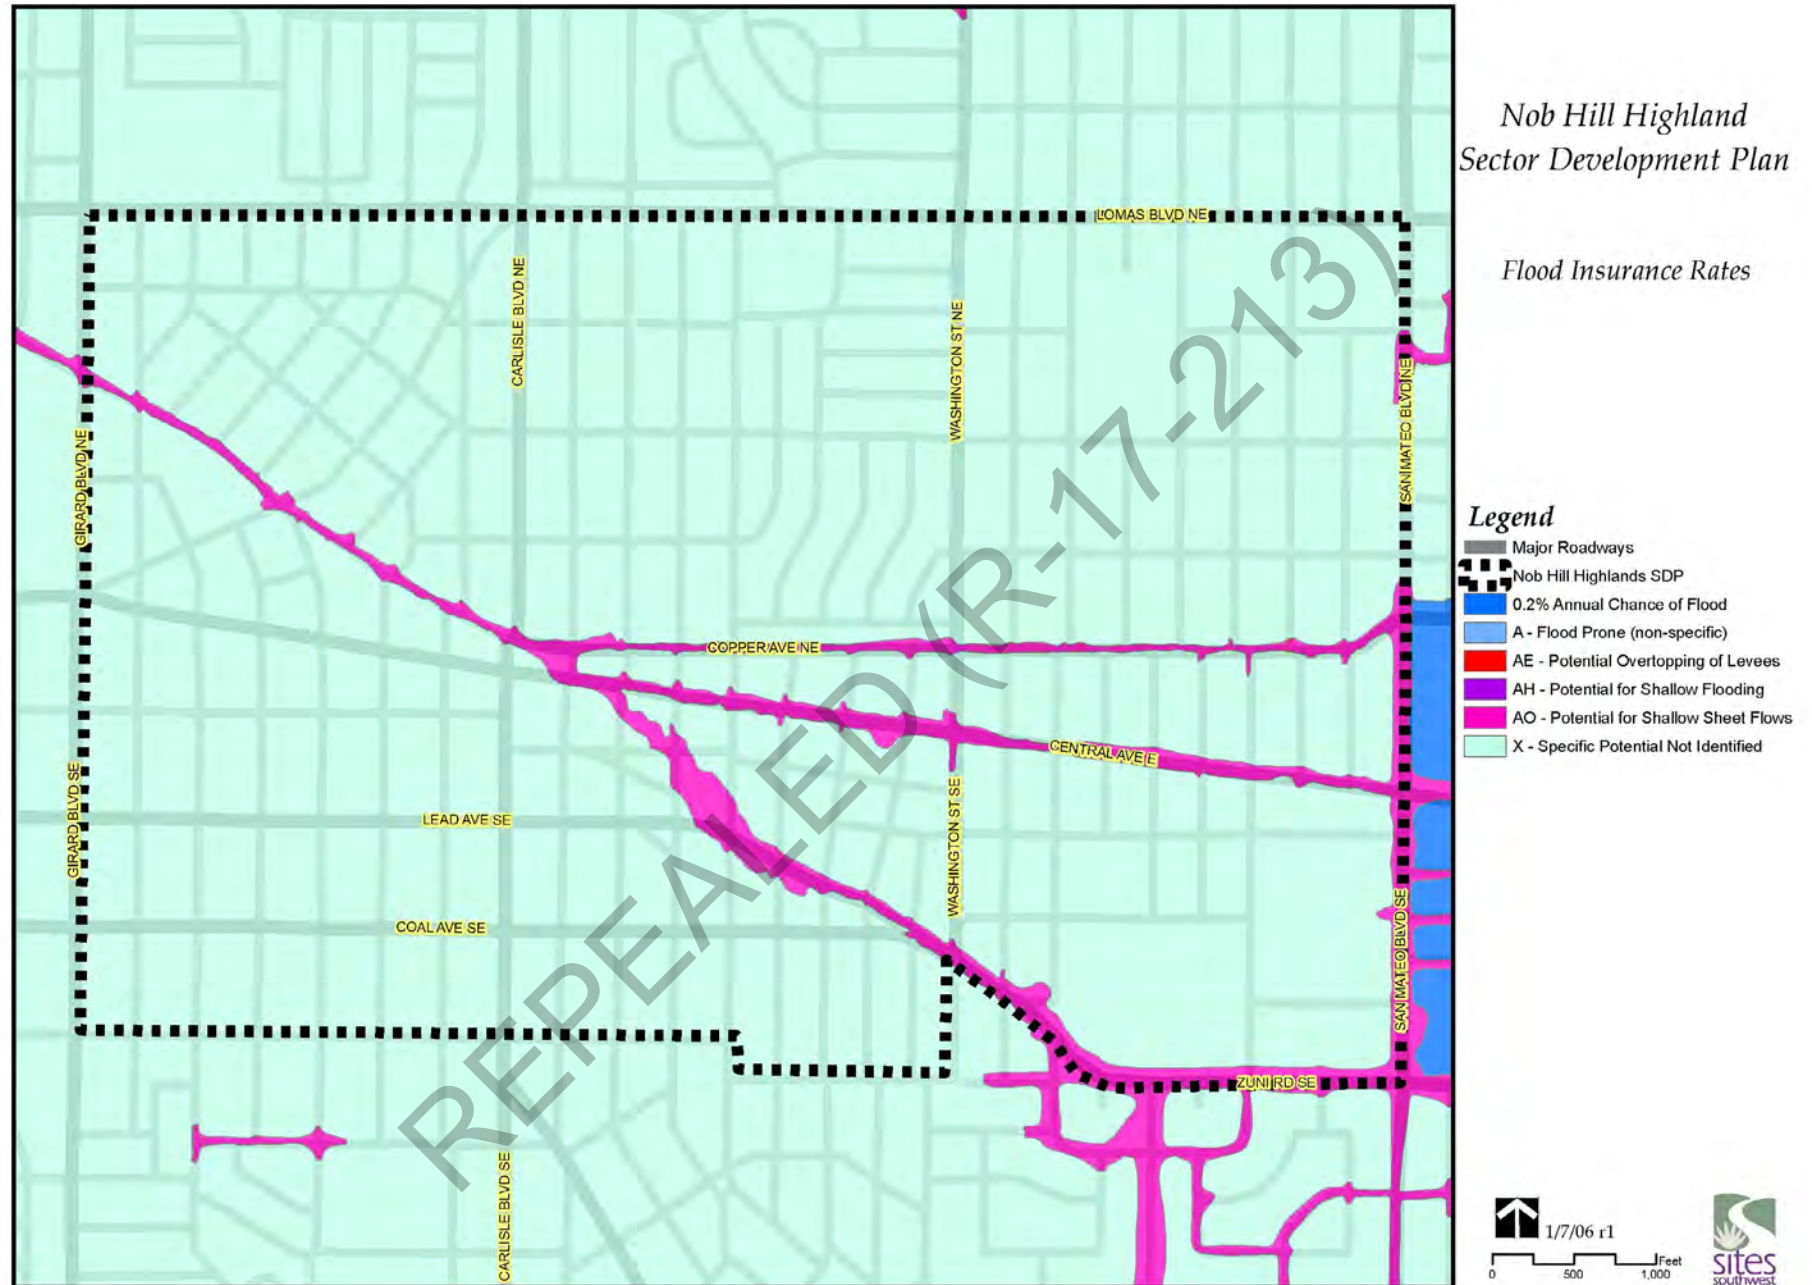 Nob Hill Highland
Sector Development Plan
Flood Insurance Rates
LOMAS BLVD NE
CARLISLE BLVD NE
WASHINGTON ST NE
SAN MATEO BLVD NE
GIRARD BLVD NE
COPPER AVE NE
CENTRAL AVE E
GIRARD BLVD SE
LEAD AVE SE
WASHINGTON ST SE
COAL AVE SE
SAN MATEO BLVD SE
ZUNI RD SE
CARLISLE BLVD SE
REPEALED (R-17-213)
Legend
Major Roadways
Nob Hill Highlands SDP
0.2% Annual Chance of Flood
A - Flood Prone (non-specific)
AE - Potential Overtopping of Levees
AH - Potential for Shallow Flooding
AO - Potential for Shallow Sheet Flows
X - Specific Potential Not Identified
1/7/06 r1
Feet
0 500 1,000
sites
southwest